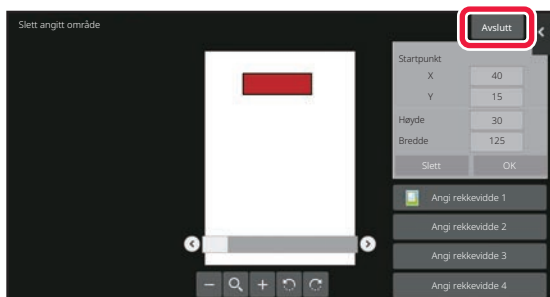 Slett angitt område
Avslutt
Startpunkt
X 40
Y 15
Høyde 30
Bredde 125
Slett OK
Angi rekkevidde 1
Angi rekkevidde 2
Angi rekkevidde 3
Angi rekkevidde 4